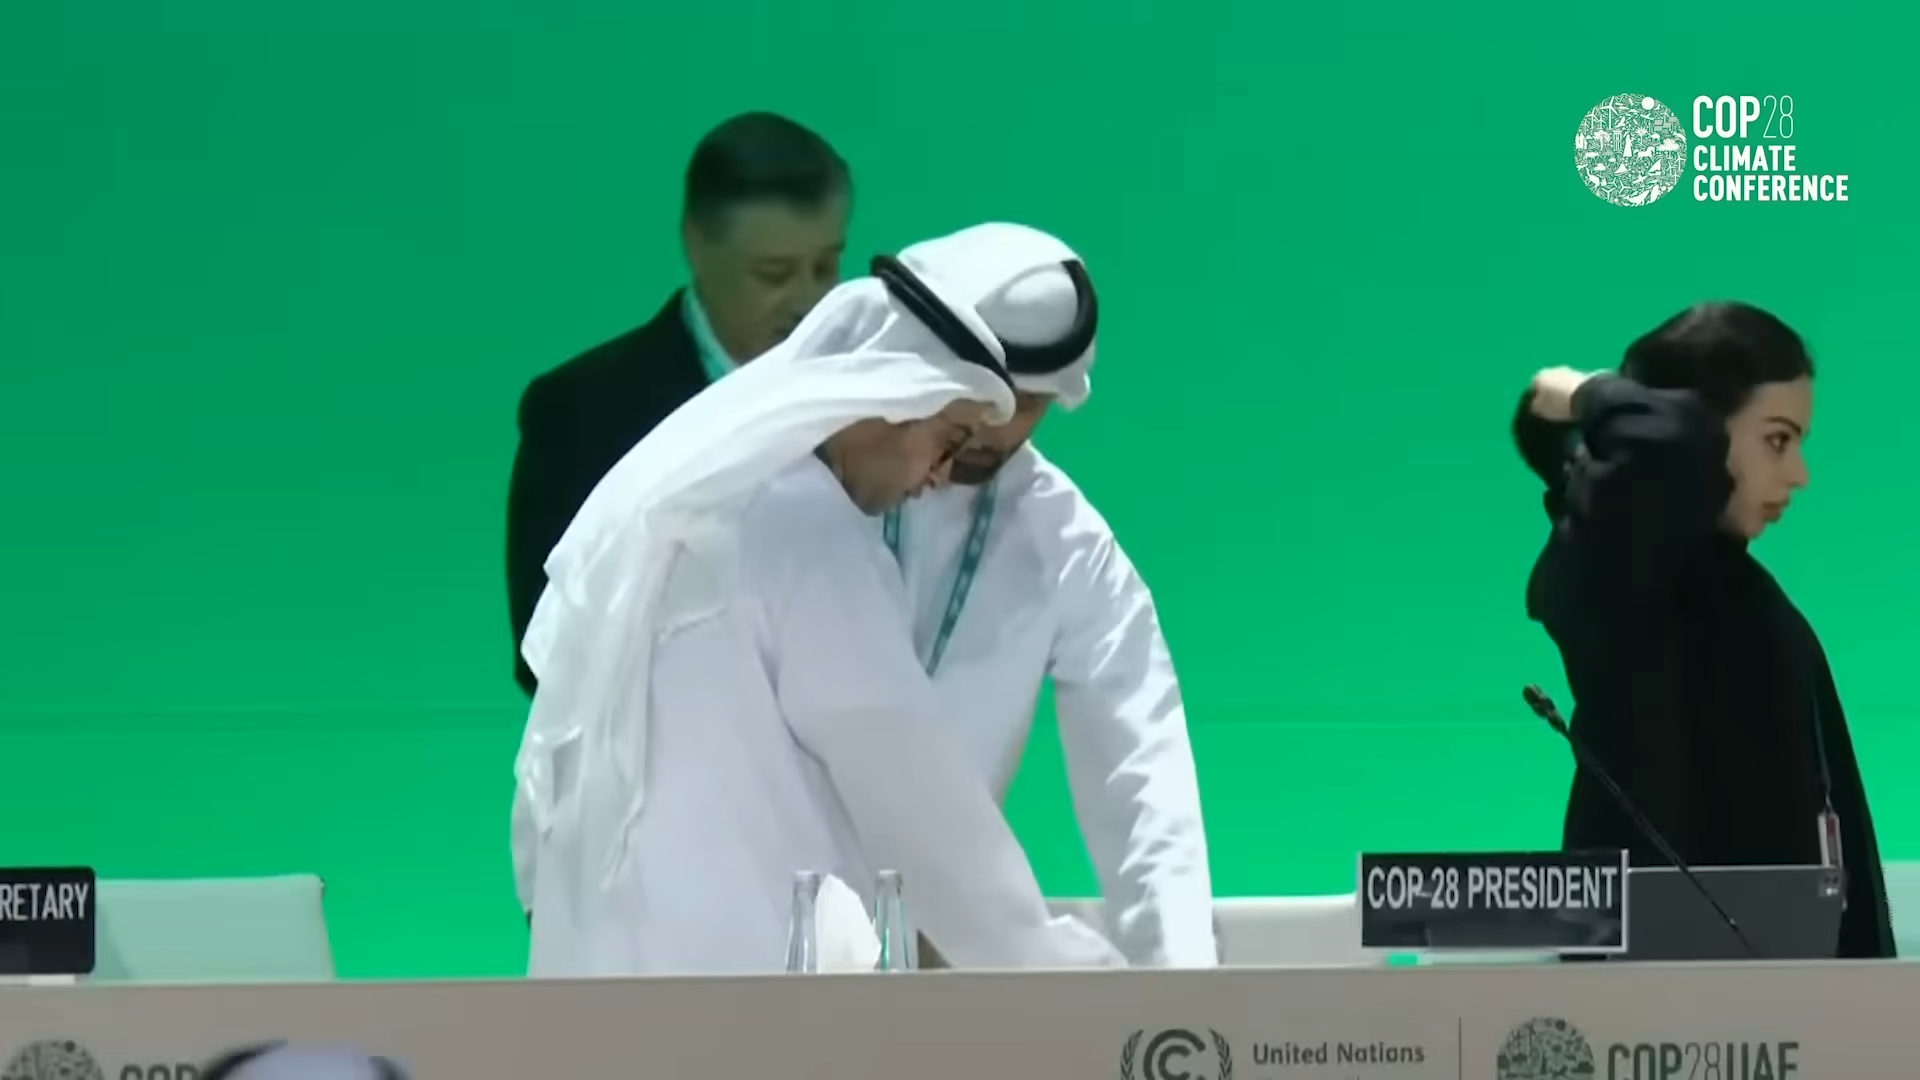 COP28
CLIMATE
CONFERENCE
RETARY
COP-28 PRESIDENT
United Nations
COP28UAE